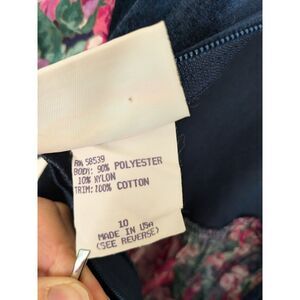 RN 58539
BODY: 90% POLYESTER
10% NYLON
TRIM: 100% COTTON
10
MADE IN USA
(SEE REVERSE)